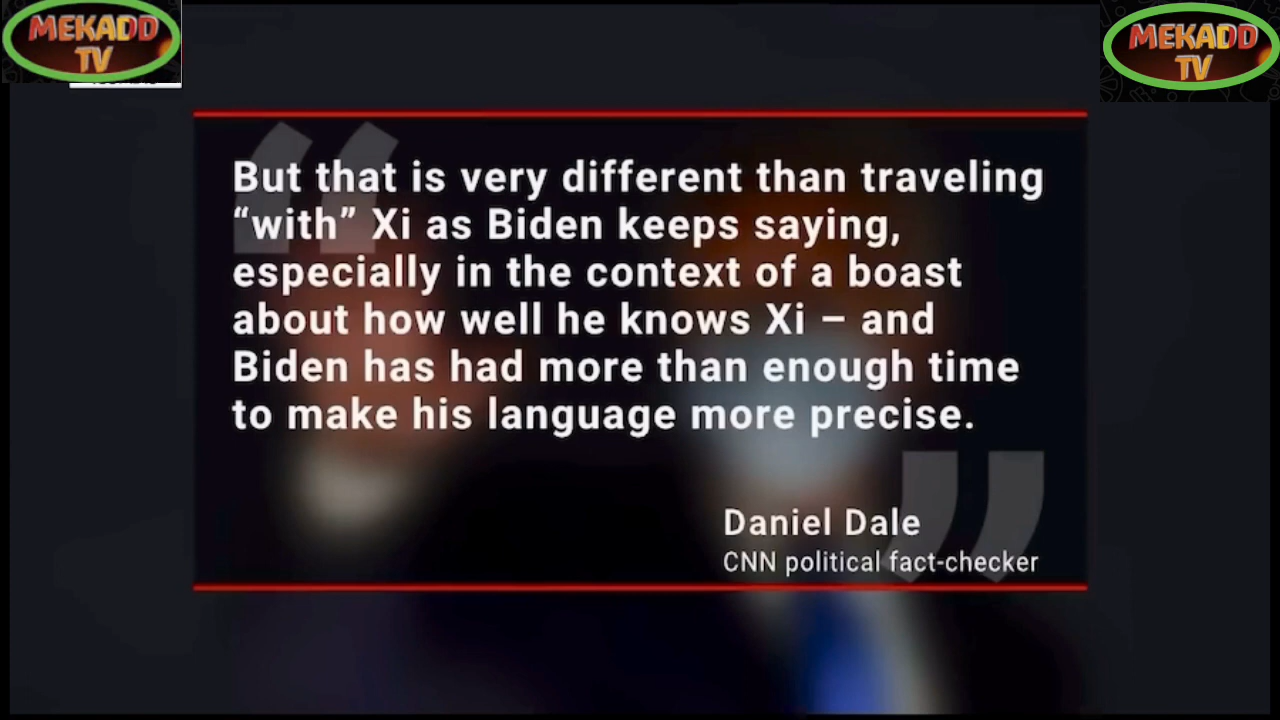 MEKADD
TV
MEKADD
TV
But that is very different than traveling
“with” Xi as Biden keeps saying,
especially in the context of a boast
about how well he knows Xi – and
Biden has had more than enough time
to make his language more precise.
Daniel Dale
CNN political fact-checker